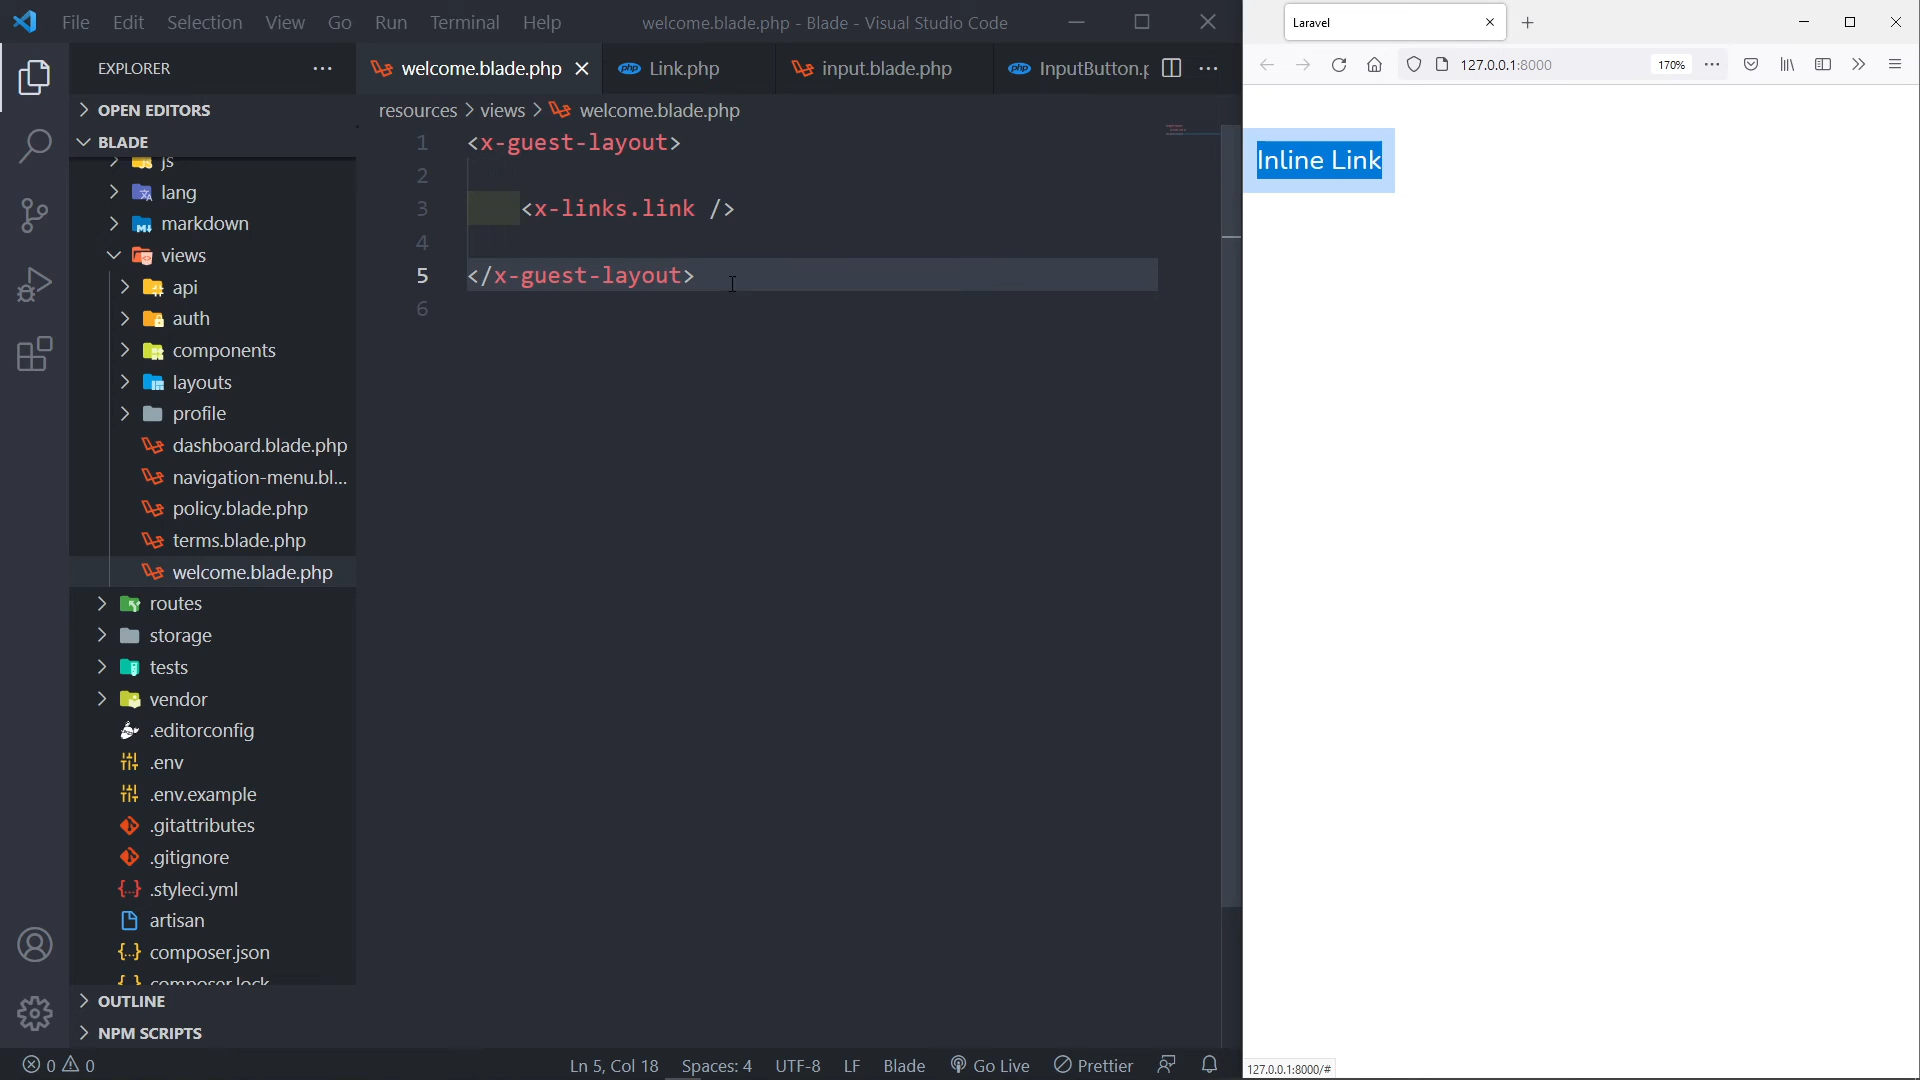 File Edit Selection View Go Run Terminal Help
welcome.blade.php - Blade - Visual Studio Code
EXPLORER
OPEN EDITORS
BLADE
js
lang
markdown
views
api
auth
components
layouts
profile
dashboard.blade.php
navigation-menu.bl...
policy.blade.php
terms.blade.php
welcome.blade.php
routes
storage
tests
vendor
.editorconfig
.env
.env.example
.gitattributes
.gitignore
.styleci.yml
artisan
composer.json
composer.lock
OUTLINE
NPM SCRIPTS
welcome.blade.php
php Link.php
input.blade.php
php InputButton.p
resources > views > welcome.blade.php
1 <x-guest-layout>
2
3 <x-links.link />
4
5 </x-guest-layout>
6
0 0
Ln 5, Col 18 Spaces: 4 UTF-8 LF Blade Go Live Prettier
Laravel
127.0.0.1:8000 170%
Inline Link
127.0.0.1:8000/#